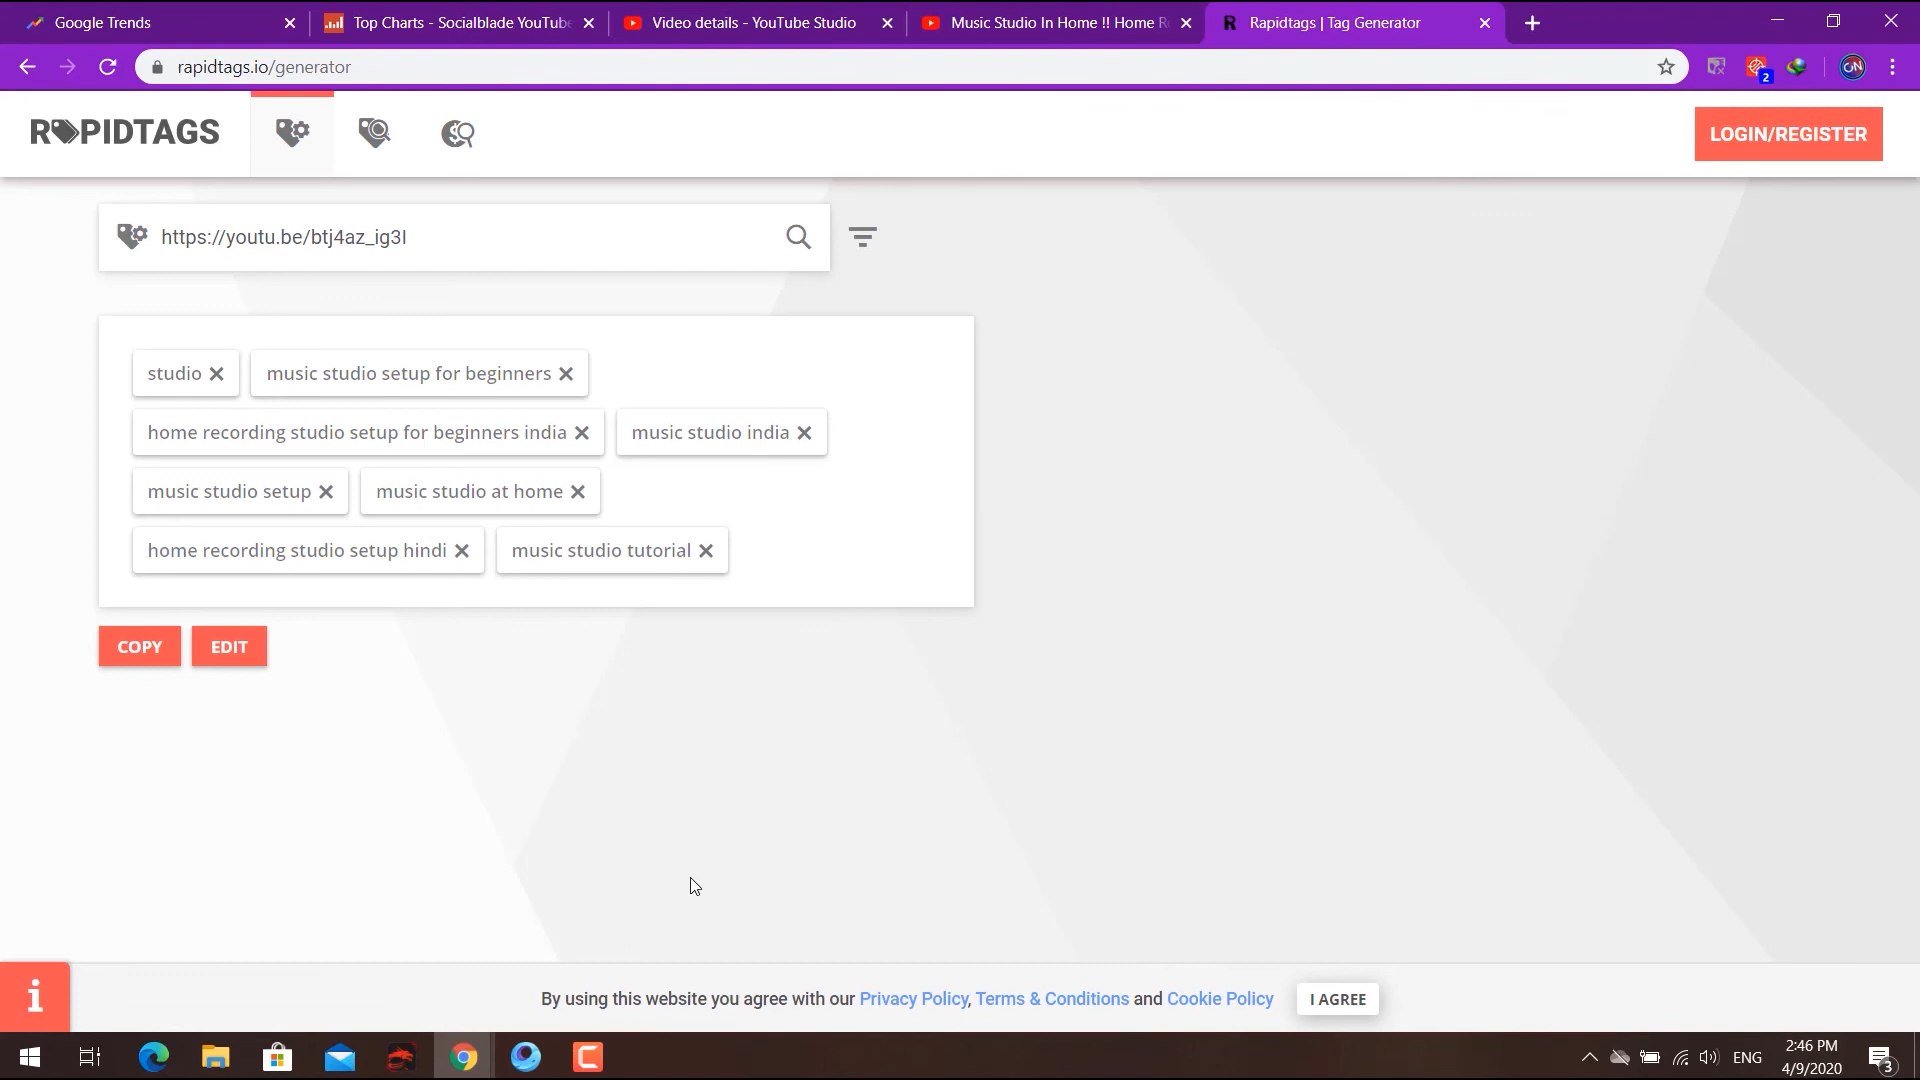 Google Trends
Top Charts - Socialblade YouTube
Video details - YouTube Studio
Music Studio In Home !! Home R
Rapidtags | Tag Generator
rapidtags.io/generator
2
ON
RAPIDTAGS
LOGIN/REGISTER
https://youtu.be/btj4az_ig3I
studio
music studio setup for beginners
home recording studio setup for beginners india
music studio india
music studio setup
music studio at home
home recording studio setup hindi
music studio tutorial
COPY
EDIT
i
By using this website you agree with our Privacy Policy, Terms & Conditions and Cookie Policy
I AGREE
ENG
2:46 PM
4/9/2020
3